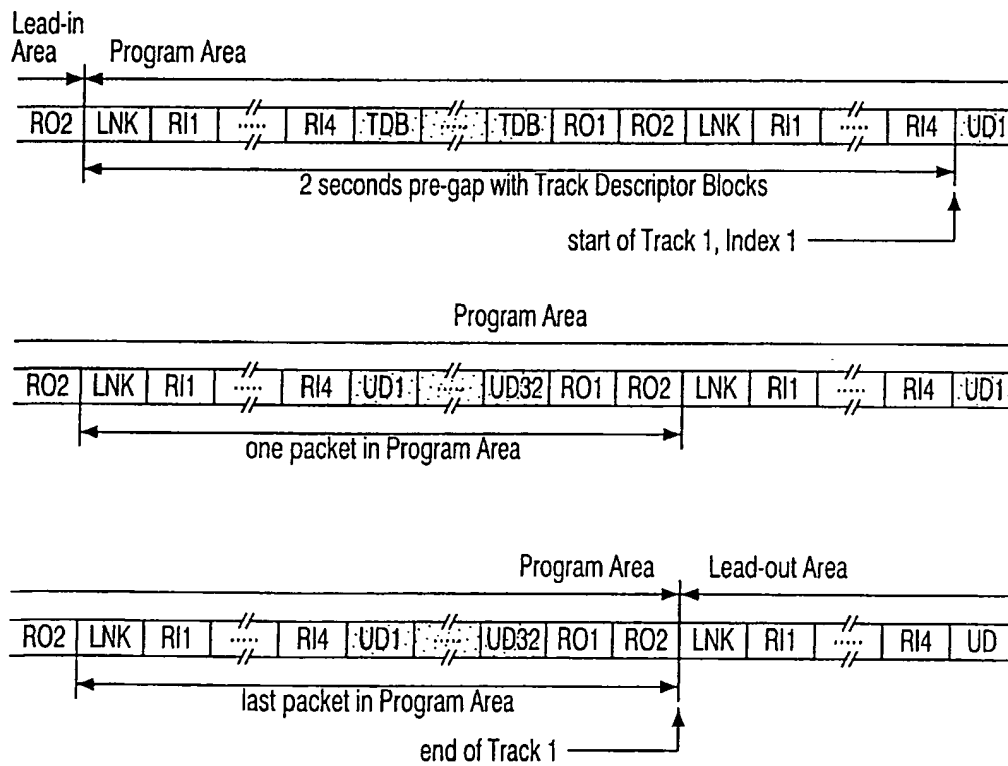 Lead-in
Area Program Area
RO2 LNK RI1 ..... RI4 TDB ..... TDB RO1 RO2 LNK RI1 ..... RI4 UD1
2 seconds pre-gap with Track Descriptor Blocks
start of Track 1, Index 1
Program Area
RO2 LNK RI1 ..... RI4 UD1 ..... UD32 RO1 RO2 LNK RI1 ..... RI4 UD1
one packet in Program Area
Program Area Lead-out Area
RO2 LNK RI1 ..... RI4 UD1 ..... UD32 RO1 RO2 LNK RI1 ..... RI4 UD
last packet in Program Area
end of Track 1